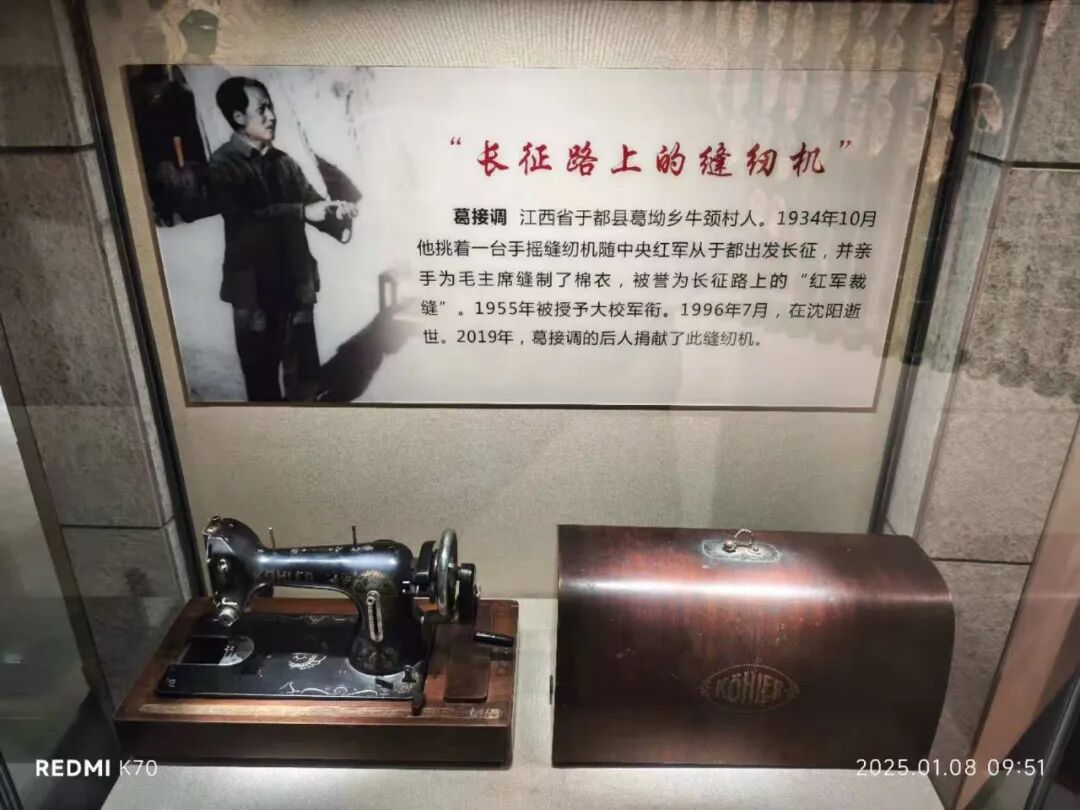 “长征路上的缝纫机”
葛接调 江西省于都县葛坳乡牛颈村人。1934年10月
他挑着一台手摇缝纫机随中央红军从于都出发长征，并亲
手为毛主席缝制了棉衣，被誉为长征路上的“红军裁
缝”。1955年被授予大校军衔。1996年7月，在沈阳逝
世。2019年，葛接调的后人捐献了此缝纫机。
KÖHLER
KÖHLER
REDMI K70
2025.01.08 09:51